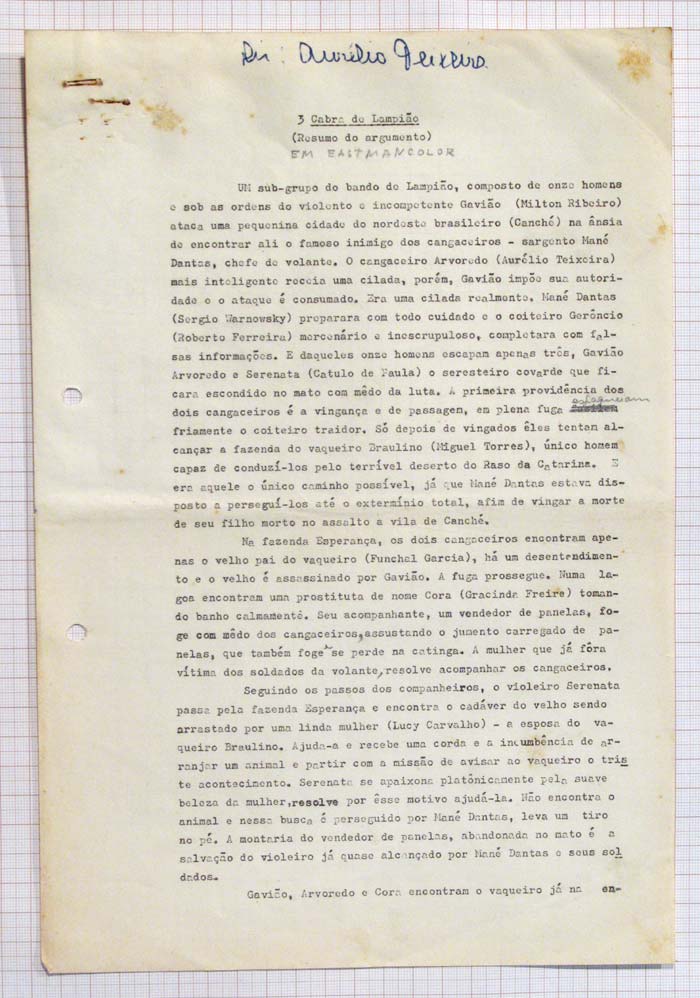 Dir: Aurélio Teixeira
3 Cabra de Lampião
(Resumo do argumento)
EM EASTMANCOLOR
UM sub-grupo do bando de Lampião, composto de onze homens
e sob as ordens do violento e incompetente Gavião (Milton Ribeiro)
ataca uma pequenina cidade do nordeste brasileiro (Canché) na ânsia
de encontrar ali o famoso inimigo dos cangaceiros - sargento Mané
Dantas, chefe de volante. O cangaceiro Arvoredo (Aurélio Teixeira)
mais inteligente receia uma cilada, porém, Gavião impõe sua autori-
dade e o ataque é consumado. Era uma cilada realmente. Mané Dantas
(Sergio Warnowsky) preparara com todo cuidado e o coiteiro Gerôncio
(Roberto Ferreira) mercenário e inescrupuloso, completara com fal-
sas informações. E daqueles onze homens escapam apenas três, Gavião
Arvoredo e Serenata (Catulo de Paula) o seresteiro covarde que fi-
cara escondido no mato com mêdo da luta. A primeira providência dos
dois cangaceiros é a vingança e de passagem, em plena fuga estaqueiam
friamente o coiteiro traidor. Só depois de vingados êles tentam al-
cançar a fazenda do vaqueiro Braulino (Miguel Torres), único homem
capaz de conduzí-los pelo terrível deserto do Raso da Catarina. E
era aquele o único caminho possível, já que Mané Dantas estava dis-
posto a perseguí-los até o extermínio total, afim de vingar a morte
de seu filho morto no assalto a vila de Canché.
Na fazenda Esperança, os dois cangaceiros encontram ape-
nas o velho pai do vaqueiro (Funchal Garcia), há um desentendimen-
to e o velho é assassinado por Gavião. A fuga prossegue. Numa la-
goa encontram uma prostituta de nome Cora (Gracinda Freire) toman-
do banho calmamentê. Seu acompanhante, um vendedor de panelas, fo-
ge com mêdo dos cangaceiros,assustando o jumento carregado de pa-
nelas, que também foge se perde na catinga. A mulher que já fôra
vítima dos soldados da volante, resolve acompanhar os cangaceiros.
Seguindo os passos dos companheiros, o violeiro Serenata
passa pela fazenda Esperança e encontra o cadáver do velho sendo
arrastado por uma linda mulher (Lucy Carvalho) - a esposa do va-
queiro Braulino. Ajuda-a e recebe uma corda e a incumbência de ar-
ranjar um animal e partir com a missão de avisar ao vaqueiro o tris
te acontecimento. Serenata se apaixona platônicamente pela suave
beleza da mulher,resolve por êsse motivo ajudá-la. Não encontra o
animal e nessa busca é perseguido por Mané Dantas, leva um tiro
no pé. A montaria do vendedor de panelas, abandonada no mato é a
salvação do violeiro já quase alcançado por Mané Dantas e seus sol
dados.
Gavião, Arvoredo e Cora encontram o vaqueiro já na en-